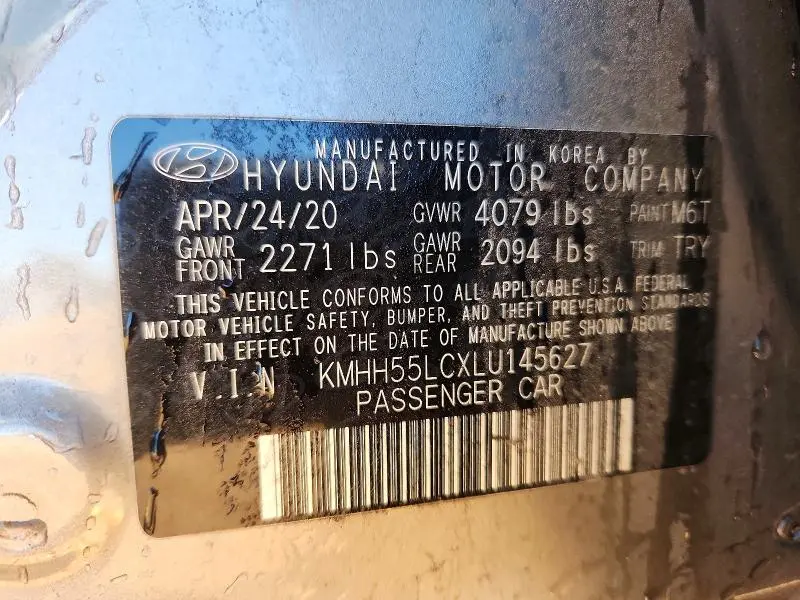 MANUFACTURED IN KOREA BY
HYUNDAI MOTOR COMPANY
APR/24/20 GVWR 4079 lbs PAINT M6T
GAWR FRONT 2271 lbs GAWR REAR 2094 lbs TRIM TRY
THIS VEHICLE CONFORMS TO ALL APPLICABLE U.S.A. FEDERAL
MOTOR VEHICLE SAFETY, BUMPER, AND THEFT PREVENTION STANDARDS
IN EFFECT ON THE DATE OF MANUFACTURE SHOWN ABOVE
V.I.N KMHH55LCXLU145627
PASSENGER CAR